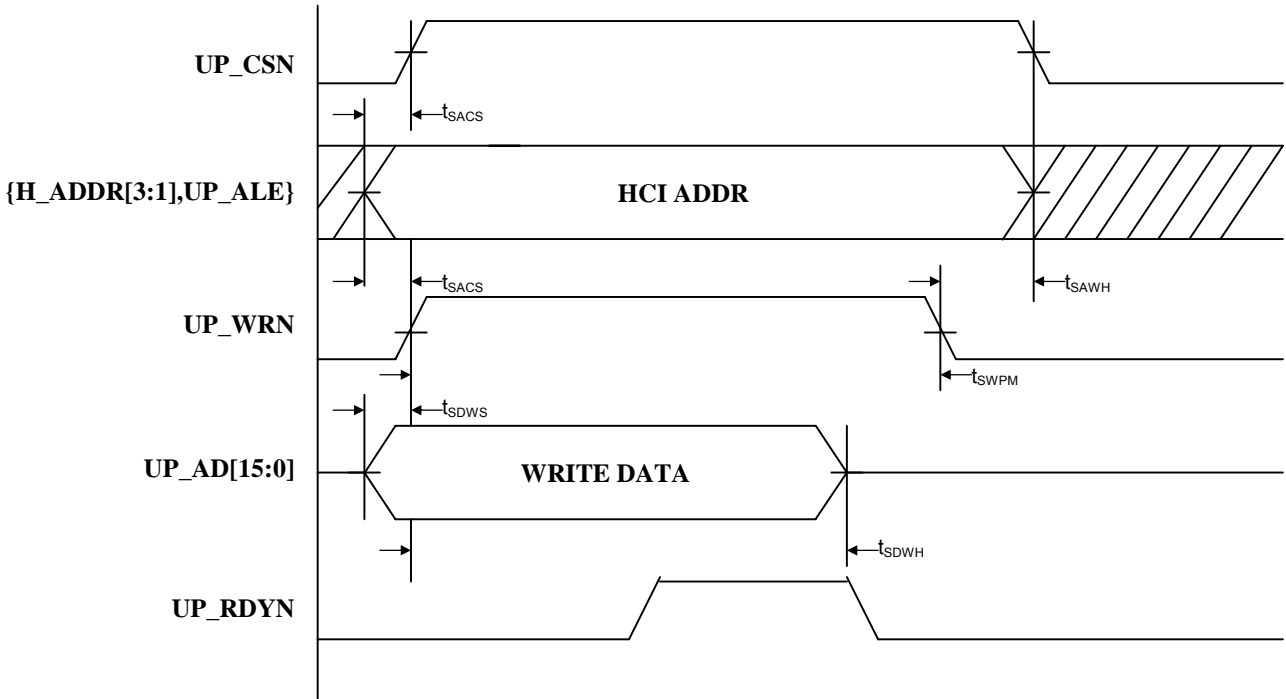 UP_CSN
tSACS
{H_ADDR[3:1],UP_ALE}
HCI ADDR
tSACS
tSAWH
UP_WRN
tSWPM
tSDWS
UP_AD[15:0]
WRITE DATA
tSDWH
UP_RDYN